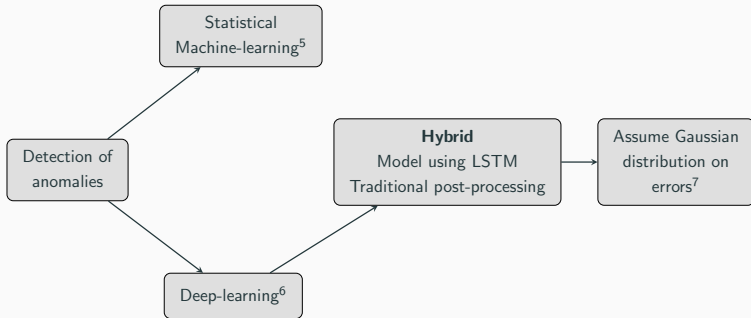 Statistical
Machine-learning⁵
Detection of
anomalies
Hybrid
Model using LSTM
Traditional post-processing
Assume Gaussian
distribution on
errors⁷
Deep-learning⁶